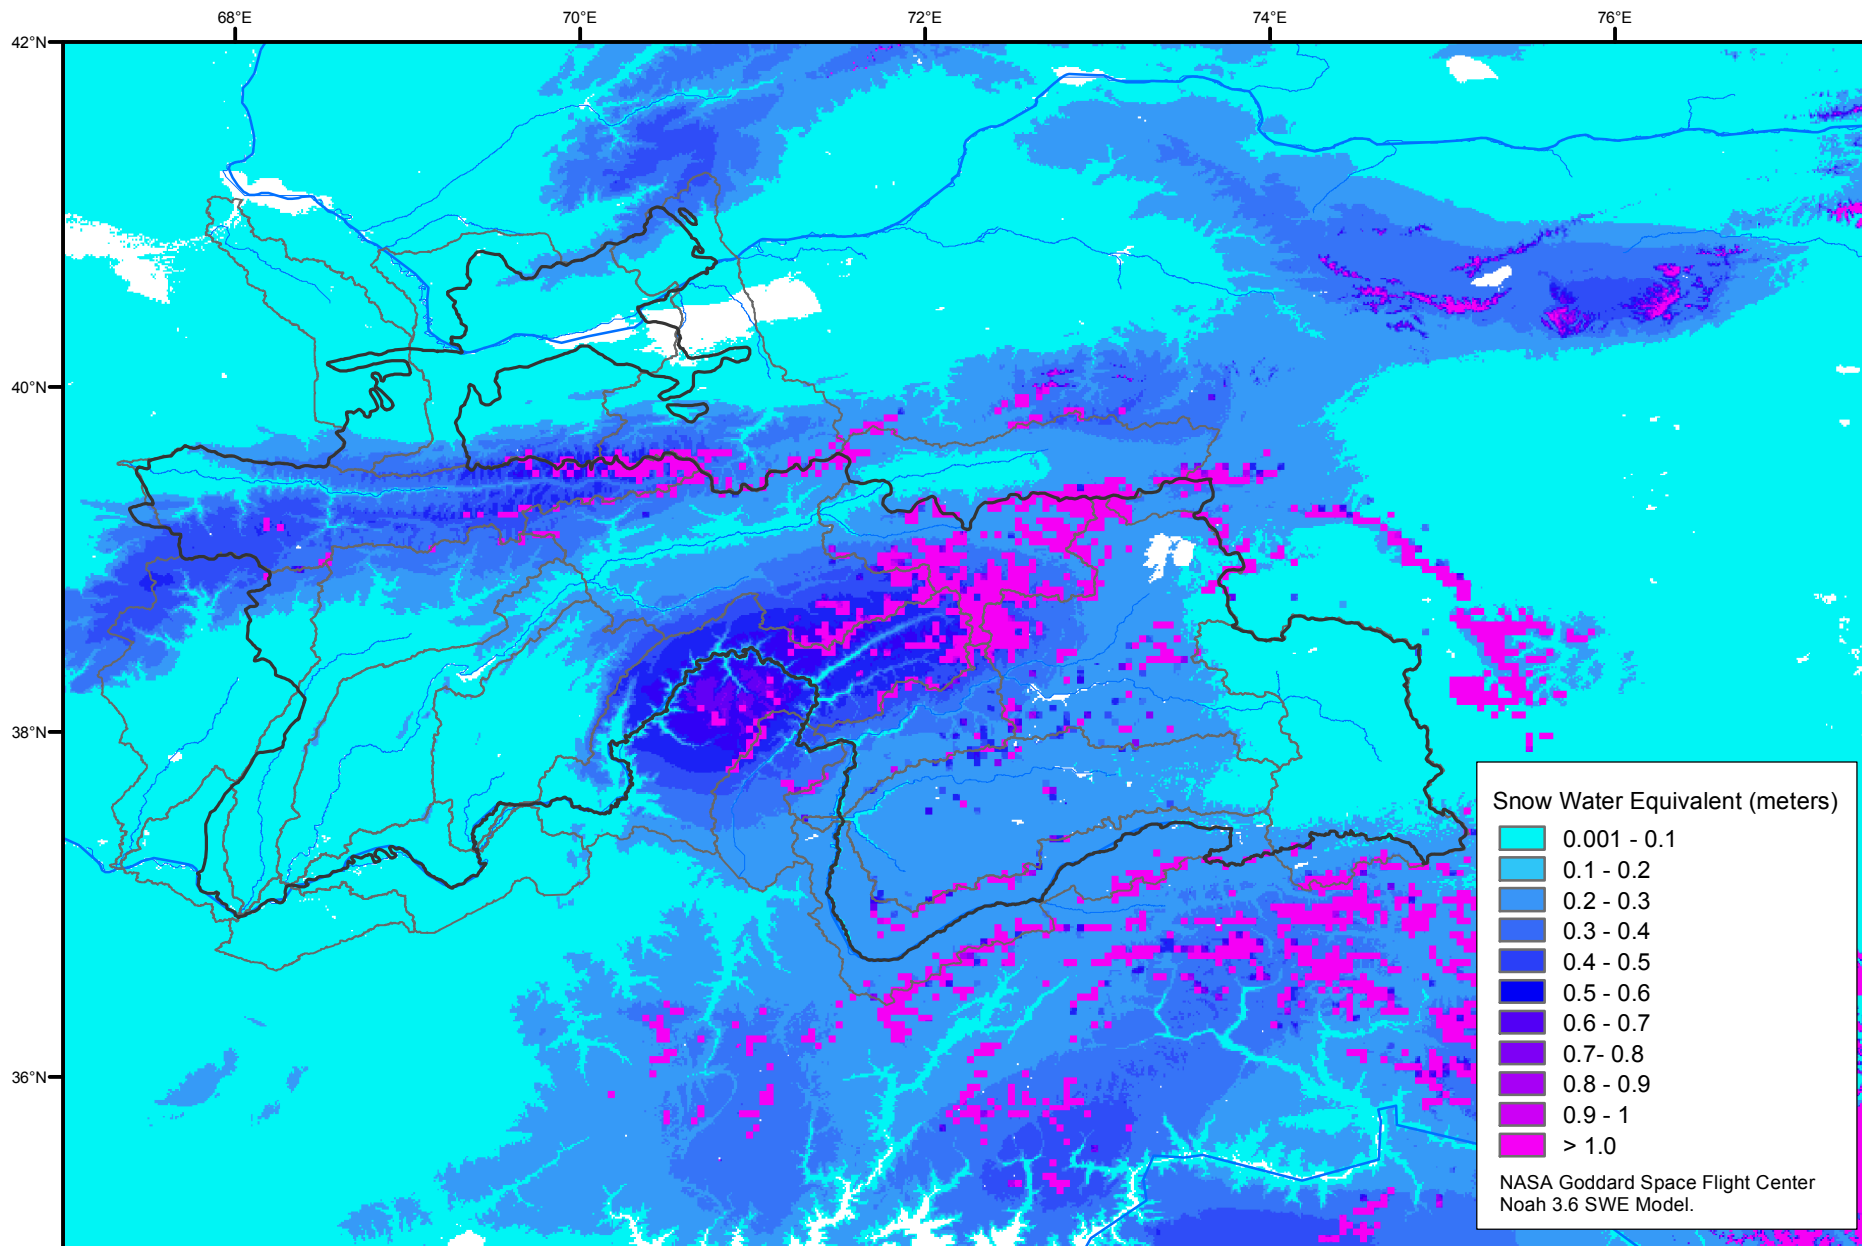 68°E
70°E
72°E
74°E
76°E
42°N
40°N
38°N
36°N
Snow Water Equivalent (meters)
0.001 - 0.1
0.1 - 0.2
0.2 - 0.3
0.3 - 0.4
0.4 - 0.5
0.5 - 0.6
0.6 - 0.7
0.7- 0.8
0.8 - 0.9
0.9 - 1
> 1.0
NASA Goddard Space Flight Center
Noah 3.6 SWE Model.